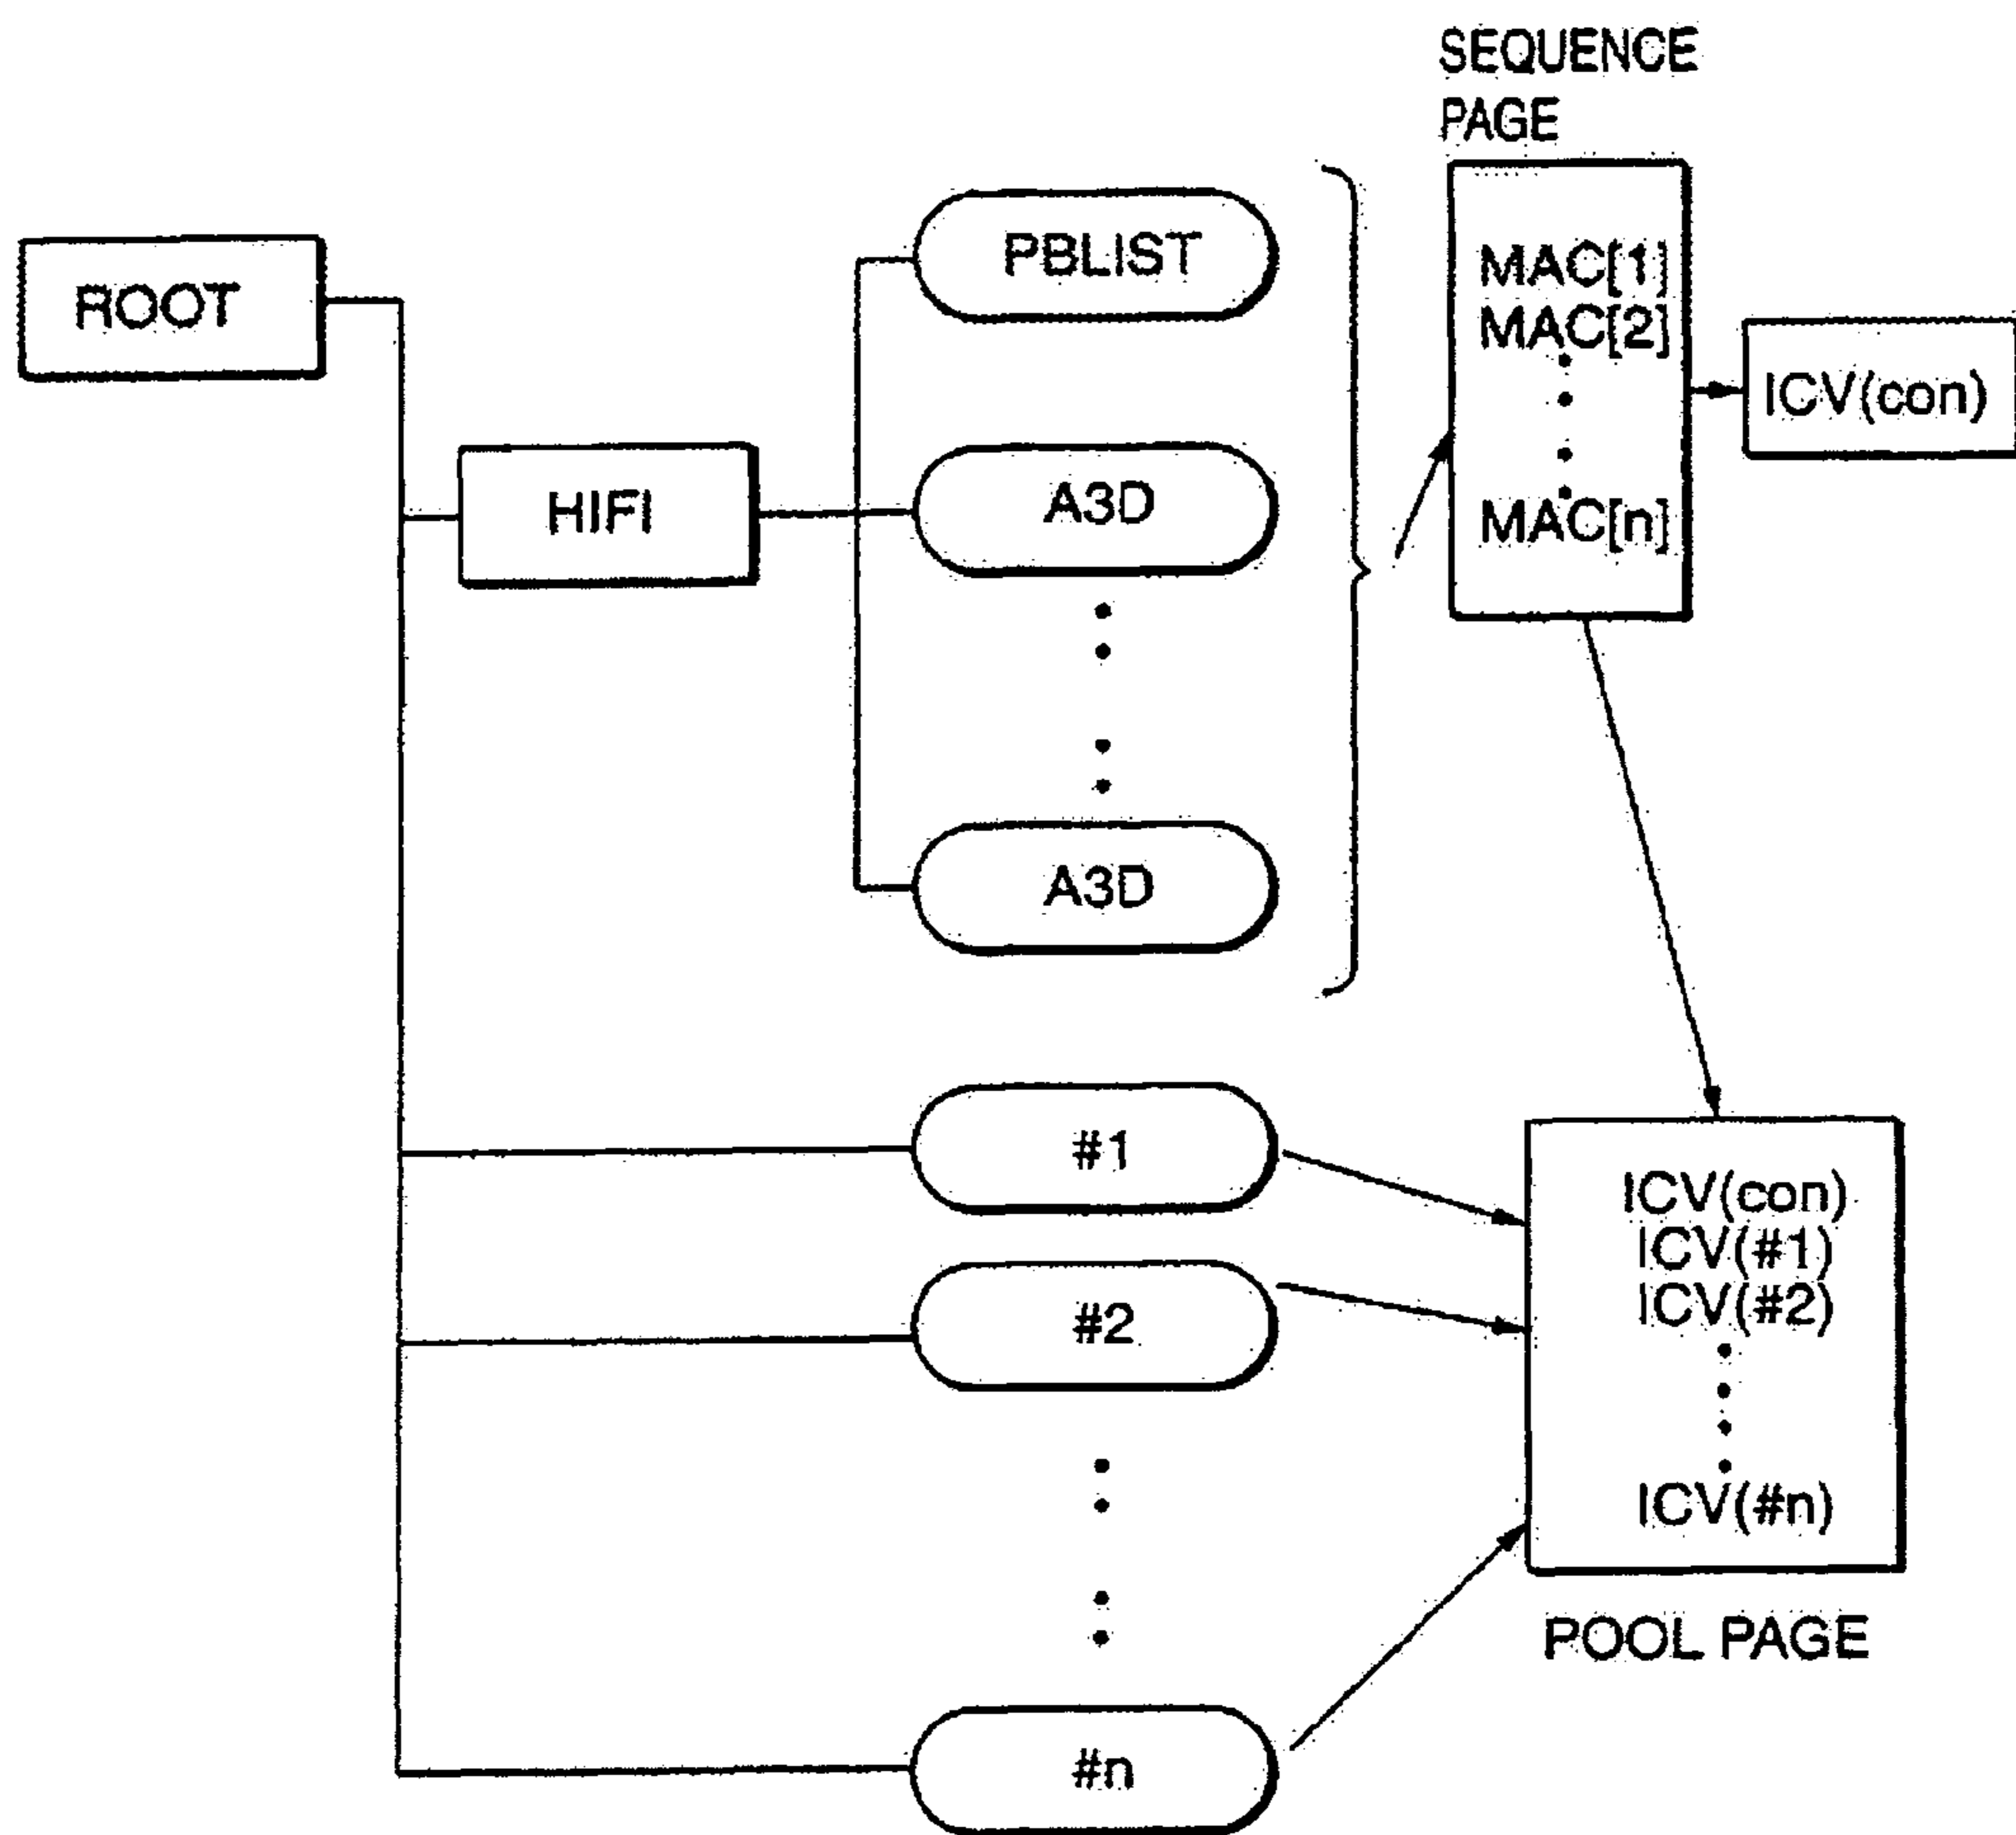 SEQUENCE
PAGE
ROOT
HIFI
PBLIST
A3D
A3D
MAC[1]
MAC[2]
MAC[n]
ICV(con)
#1
#2
#n
ICV(con)
ICV(#1)
ICV(#2)
ICV(#n)
POOL PAGE